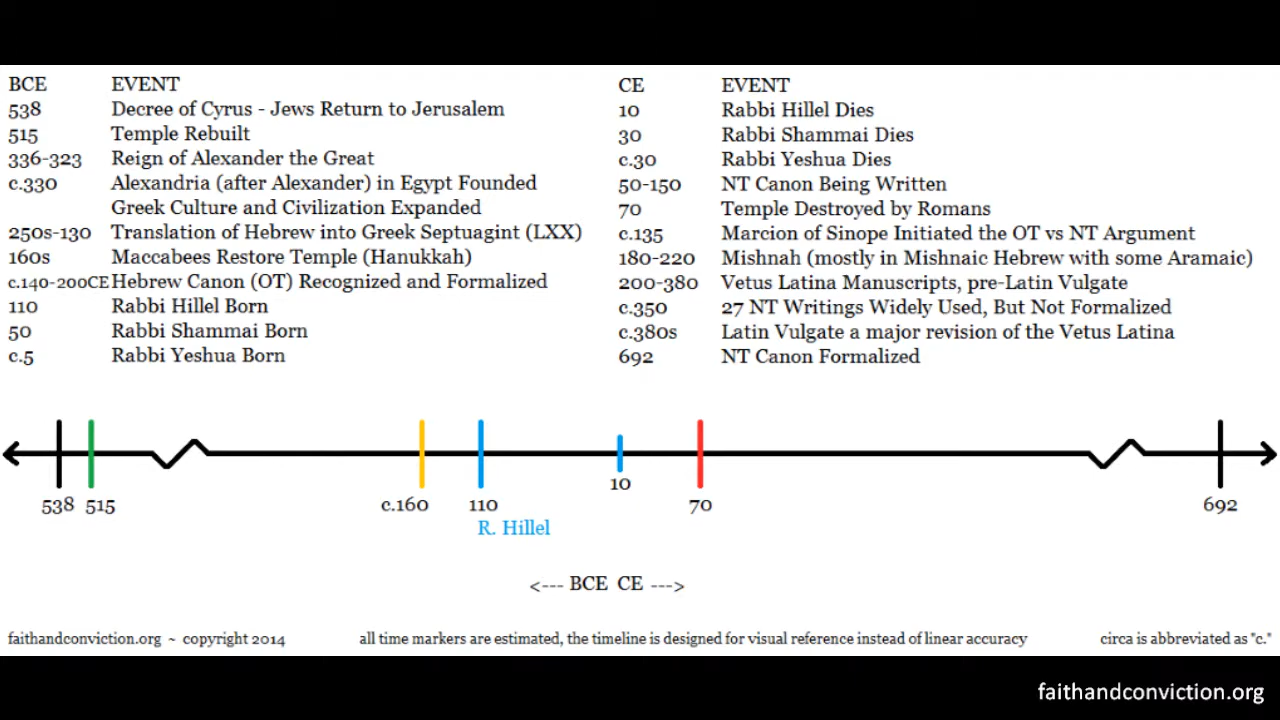 BCE EVENT
538 Decree of Cyrus - Jews Return to Jerusalem
515 Temple Rebuilt
336-323 Reign of Alexander the Great
c.330 Alexandria (after Alexander) in Egypt Founded
Greek Culture and Civilization Expanded
250s-130 Translation of Hebrew into Greek Septuagint (LXX)
160s Maccabees Restore Temple (Hanukkah)
c.140-200CE Hebrew Canon (OT) Recognized and Formalized
110 Rabbi Hillel Born
50 Rabbi Shammai Born
c.5 Rabbi Yeshua Born
CE EVENT
10 Rabbi Hillel Dies
30 Rabbi Shammai Dies
c.30 Rabbi Yeshua Dies
50-150 NT Canon Being Written
70 Temple Destroyed by Romans
c.135 Marcion of Sinope Initiated the OT vs NT Argument
180-220 Mishnah (mostly in Mishnaic Hebrew with some Aramaic)
200-380 Vetus Latina Manuscripts, pre-Latin Vulgate
c.350 27 NT Writings Widely Used, But Not Formalized
c.380s Latin Vulgate a major revision of the Vetus Latina
692 NT Canon Formalized
538 515 c.160 110 10 70 692
R. Hillel
<--- BCE CE --->
faithandconviction.org ~ copyright 2014 all time markers are estimated, the timeline is designed for visual reference instead of linear accuracy circa is abbreviated as "c."
faithandconviction.org